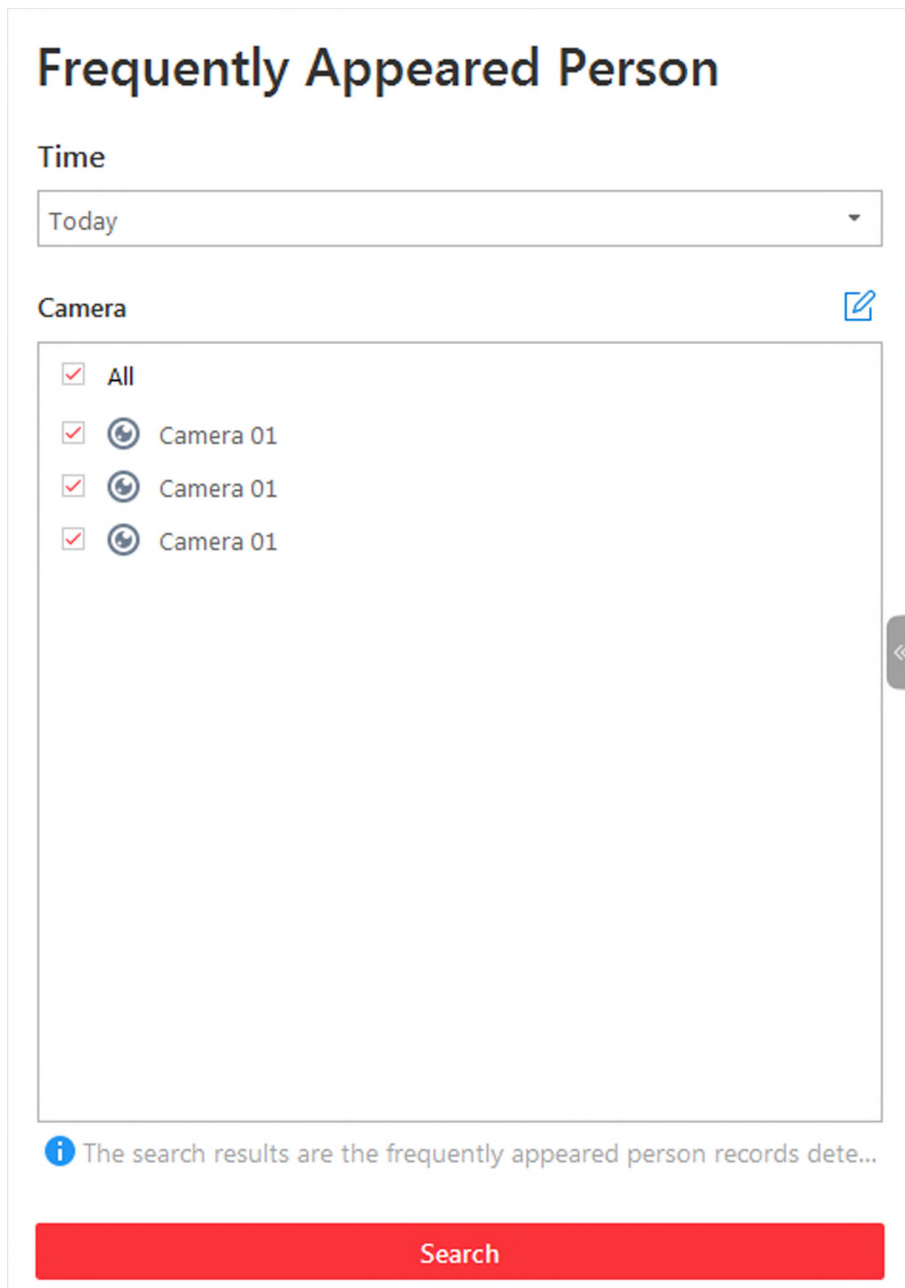 Frequently Appeared Person
Time
Today
Camera
All
Camera 01
Camera 01
Camera 01
The search results are the frequently appeared person records dete...
Search